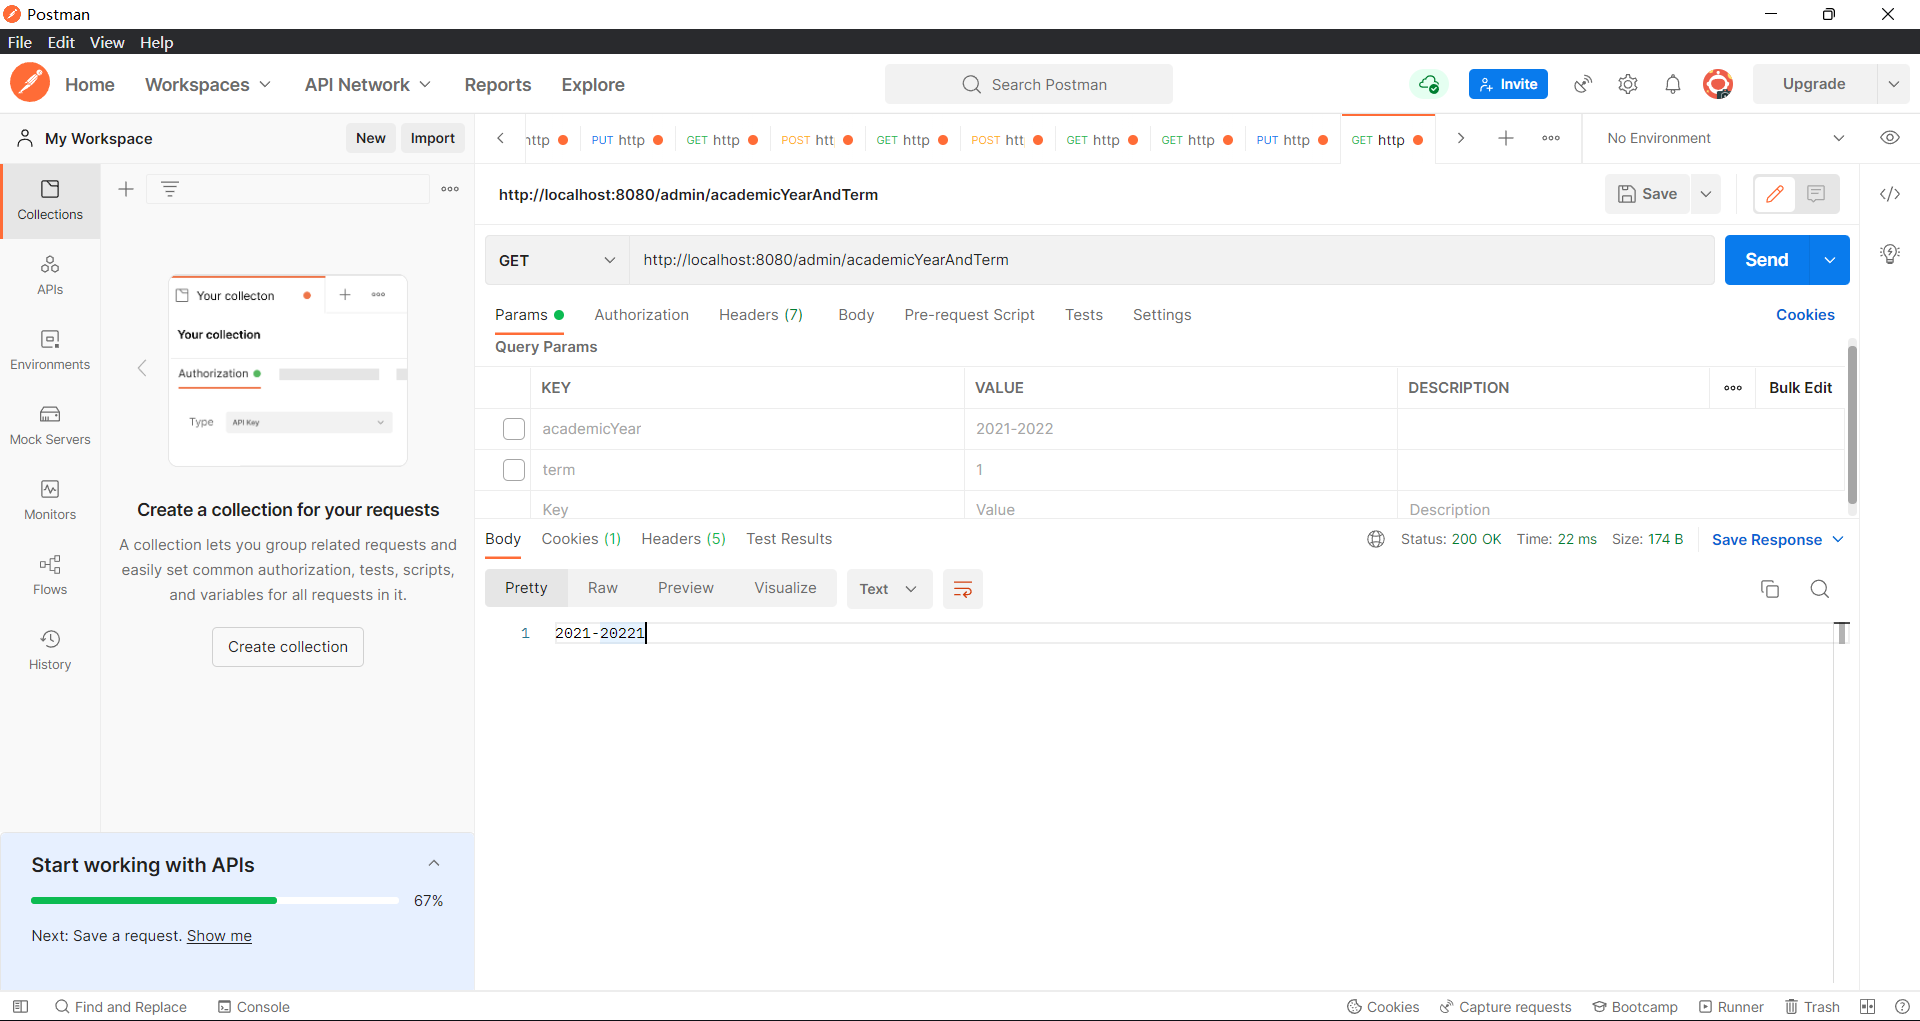 Postman
File Edit View Help
Home Workspaces API Network Reports Explore Search Postman Invite Upgrade
My Workspace New Import
http PUT http GET http POST htt GET http POST htt GET http GET http PUT http GET http No Environment
Collections
APIs
Environments
Mock Servers
Monitors
Flows
History
Your collecton
Your collection
Authorization
Type API Key
Create a collection for your requests
A collection lets you group related requests and
easily set common authorization, tests, scripts,
and variables for all requests in it.
Create collection
Start working with APIs
67%
Next: Save a request. Show me
http://localhost:8080/admin/academicYearAndTerm Save
GET http://localhost:8080/admin/academicYearAndTerm Send
Params Authorization Headers (7) Body Pre-request Script Tests Settings Cookies
Query Params
KEY VALUE DESCRIPTION Bulk Edit
academicYear 2021-2022
term 1
Key Value Description
Body Cookies (1) Headers (5) Test Results Status: 200 OK Time: 22 ms Size: 174 B Save Response
Pretty Raw Preview Visualize Text
1 2021-20221
Find and Replace Console Cookies Capture requests Bootcamp Runner Trash